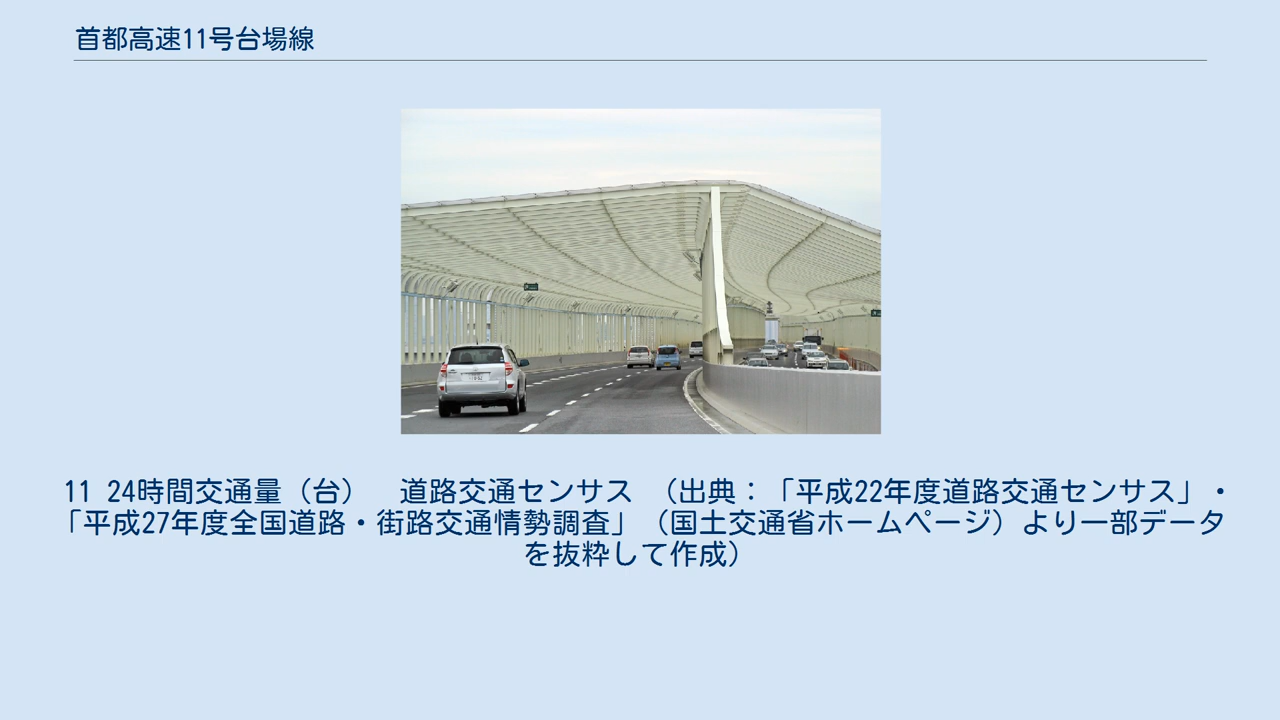 首都高速11号台場線
11 24時間交通量（台）　道路交通センサス　（出典：「平成22年度道路交通センサス」・
「平成27年度全国道路・街路交通情勢調査」（国土交通省ホームページ）より一部データ
を抜粋して作成）